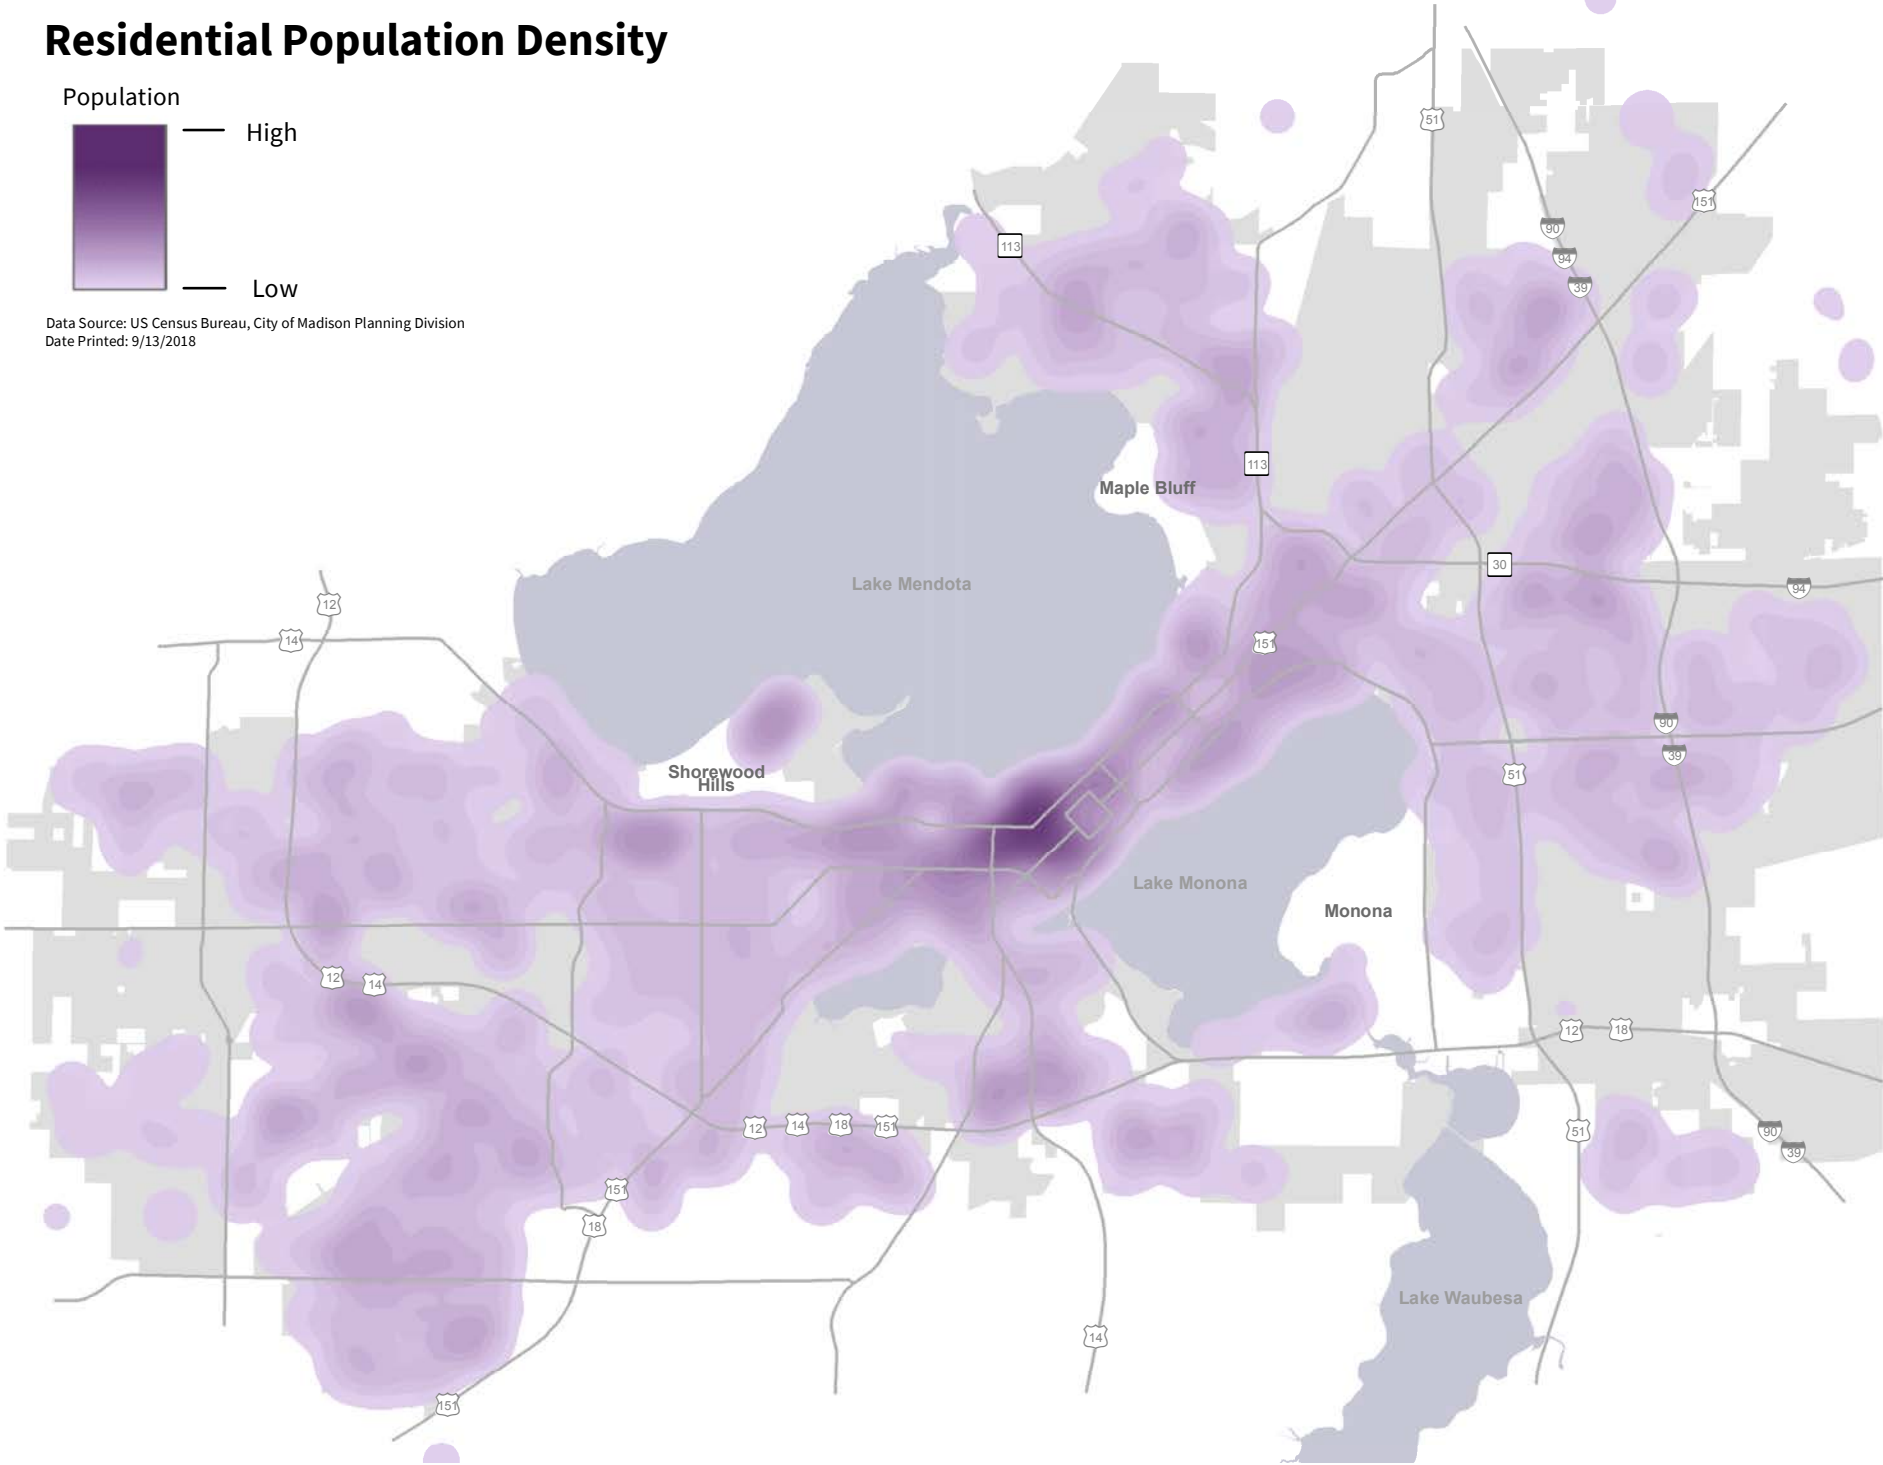 Residential Population Density
Population
High
Low
Data Source: US Census Bureau, City of Madison Planning Division
Date Printed: 9/13/2018
51
151
90
94
39
113
113
Maple Bluff
30
Lake Mendota
94
12
14
151
90
39
51
Shorewood
Hills
Lake Monona
Monona
12
14
12
18
12
14
18
151
51
90
39
151
18
Lake Waubesa
14
151